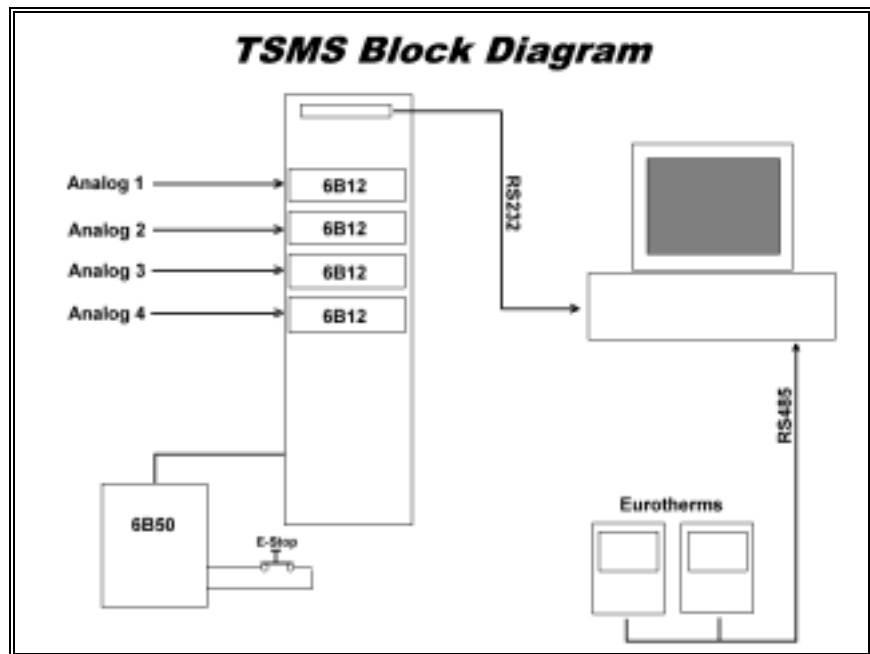 TSMS Block Diagram
Analog 1
6B12
Analog 2
6B12
Analog 3
6B12
Analog 4
6B12
RS232
RS485
6B50
E-Stop
Eurotherms